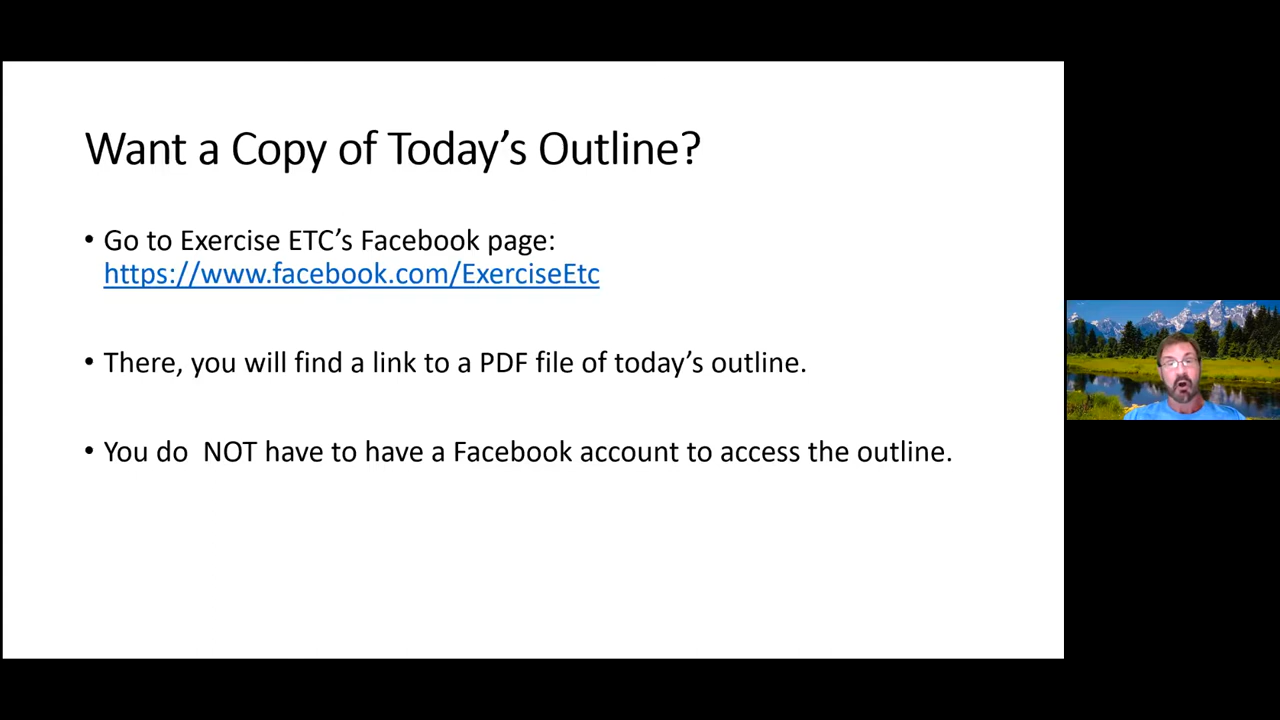 Want a Copy of Today’s Outline?
• Go to Exercise ETC’s Facebook page:
https://www.facebook.com/ExerciseEtc
• There, you will find a link to a PDF file of today’s outline.
• You do  NOT have to have a Facebook account to access the outline.